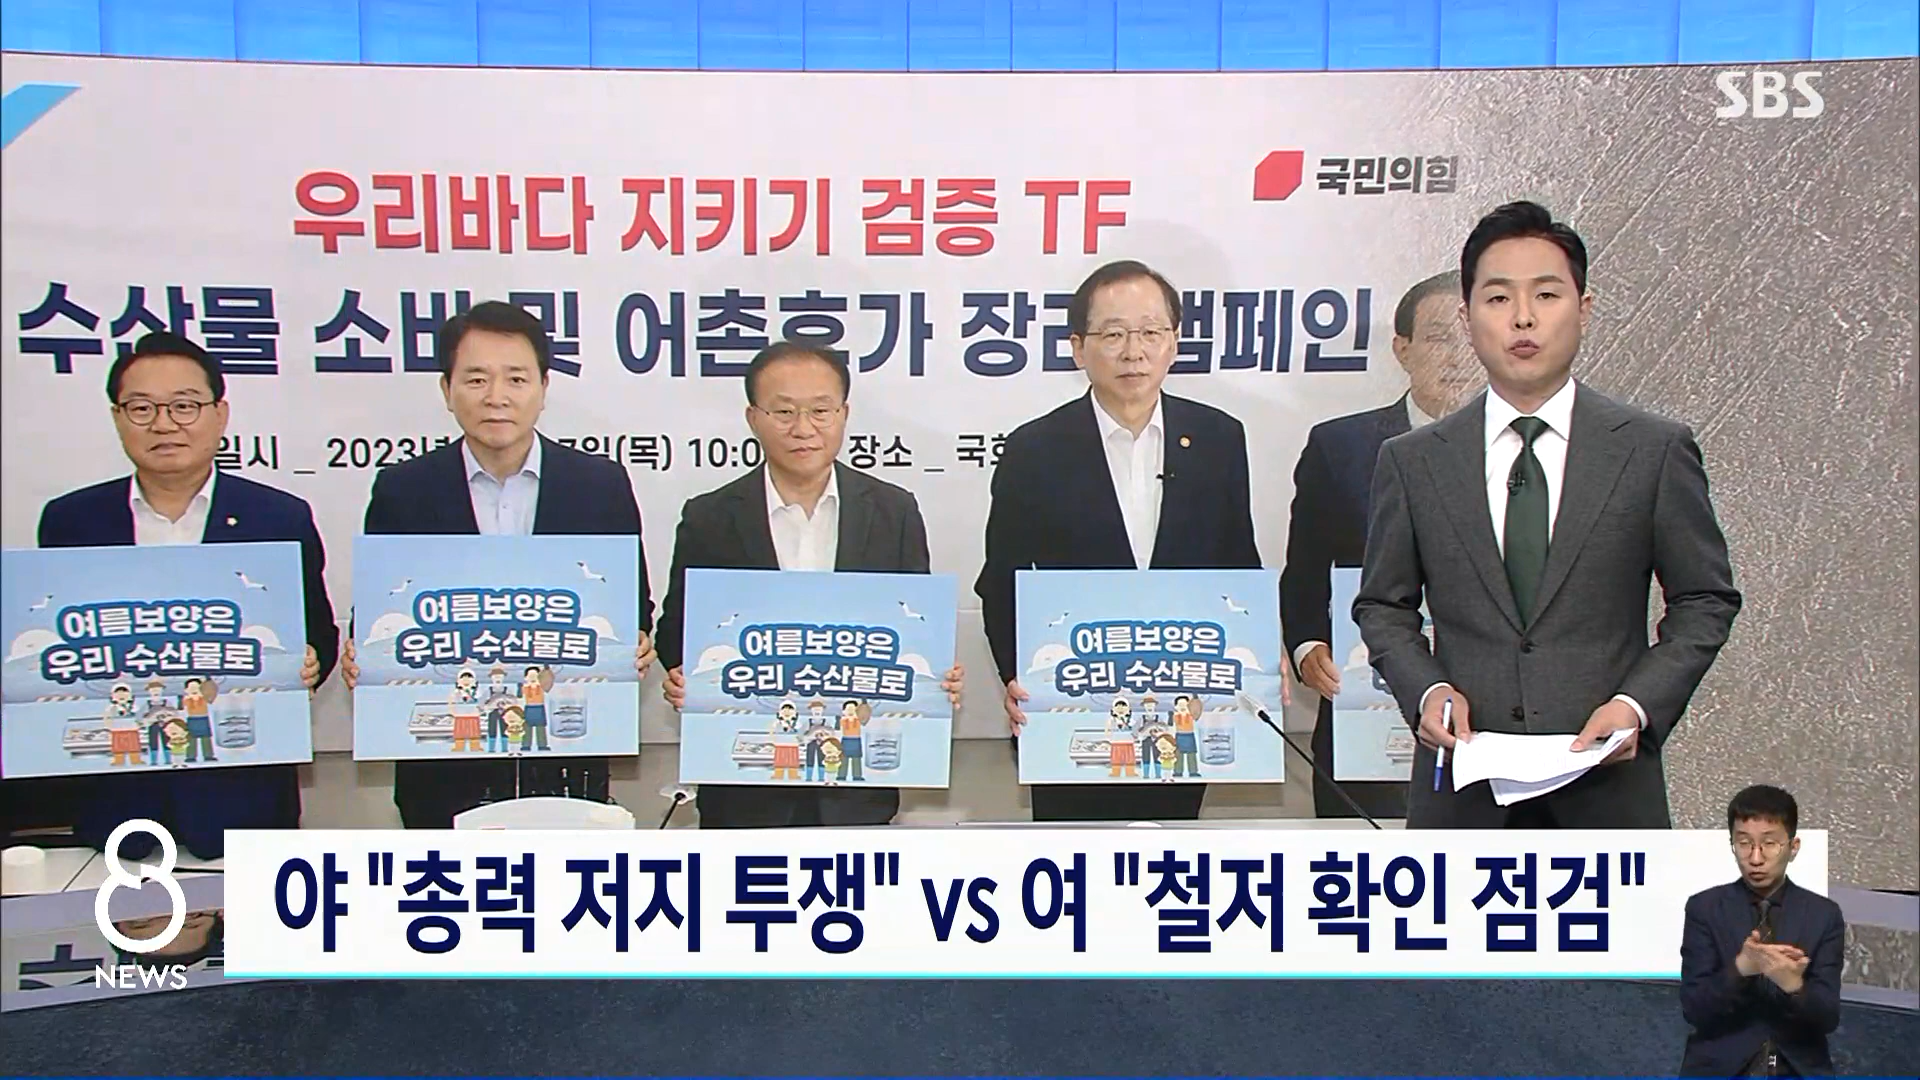 SBS
국민의힘
우리바다 지키기 검증 TF
수산물 소비 및 어촌휴가 장려 캠페인
일시 _ 2023년 7일(목) 10:0 장소 _ 국회
여름보양은
우리 수산물로
여름보양은
우리 수산물로
여름보양은
우리 수산물로
여름보양은
우리 수산물로
8
NEWS
야 "총력 저지 투쟁" vs 여 "철저 확인 점검"